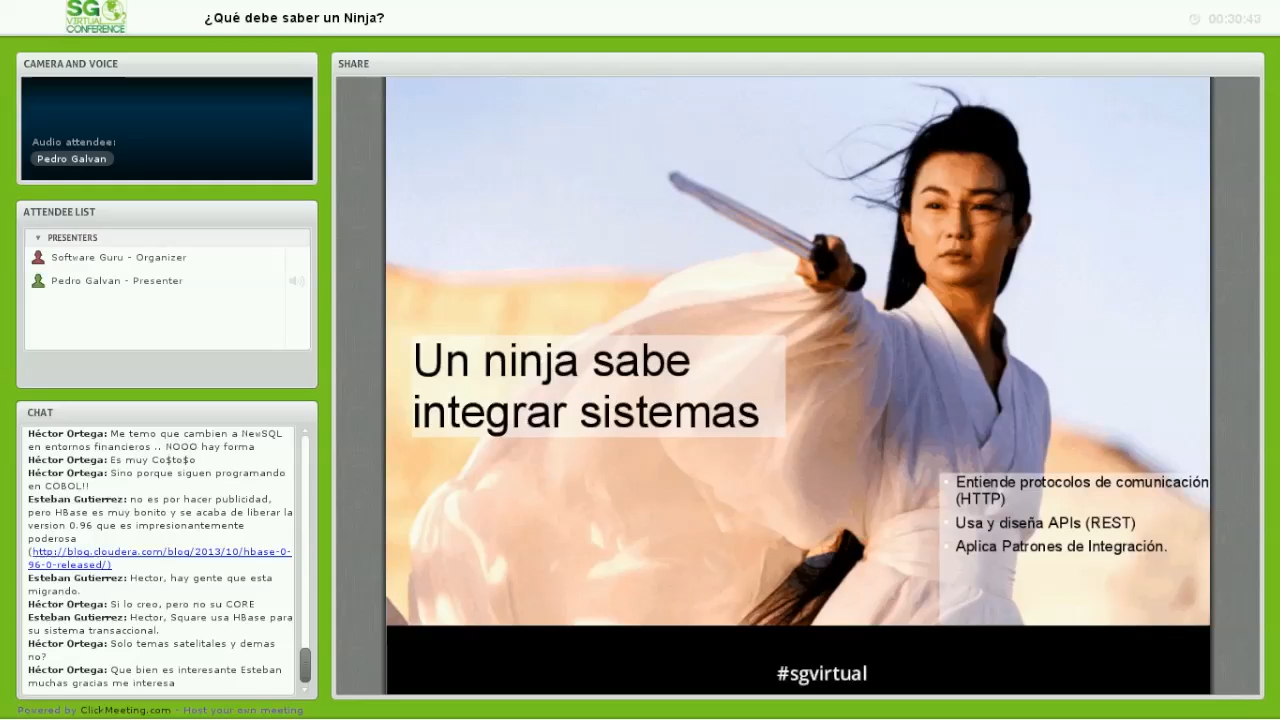 SG
VIRTUAL
CONFERENCE
¿Qué debe saber un Ninja?
00:30:43
CAMERA AND VOICE
Audio attendee:
Pedro Galvan
ATTENDEE LIST
PRESENTERS
Software Guru - Organizer
Pedro Galvan - Presenter
CHAT
Héctor Ortega: Me temo que cambien a NewSQL
en entornos financieros .. NOOO hay forma
Héctor Ortega: Es muy Co$to$o
Héctor Ortega: Sino porque siguen programando
en COBOL!!
Esteban Gutierrez: no es por hacer publicidad,
pero HBase es muy bonito y se acaba de liberar la
version 0.96 que es impresionantemente
poderosa
(http://blog.cloudera.com/blog/2013/10/hbase-0-
96-0-released/)
Esteban Gutierrez: Hector, hay gente que esta
migrando.
Héctor Ortega: Si lo creo, pero no su CORE
Esteban Gutierrez: Hector, Square usa HBase para
su sistema transaccional.
Héctor Ortega: Solo temas satelitales y demas
no?
Héctor Ortega: Que bien es interesante Esteban
muchas gracias me interesa
SHARE
Un ninja sabe
integrar sistemas
Entiende protocolos de comunicación
(HTTP)
Usa y diseña APIs (REST)
Aplica Patrones de Integración.
#sgvirtual
Powered by ClickMeeting.com - Host your own meeting